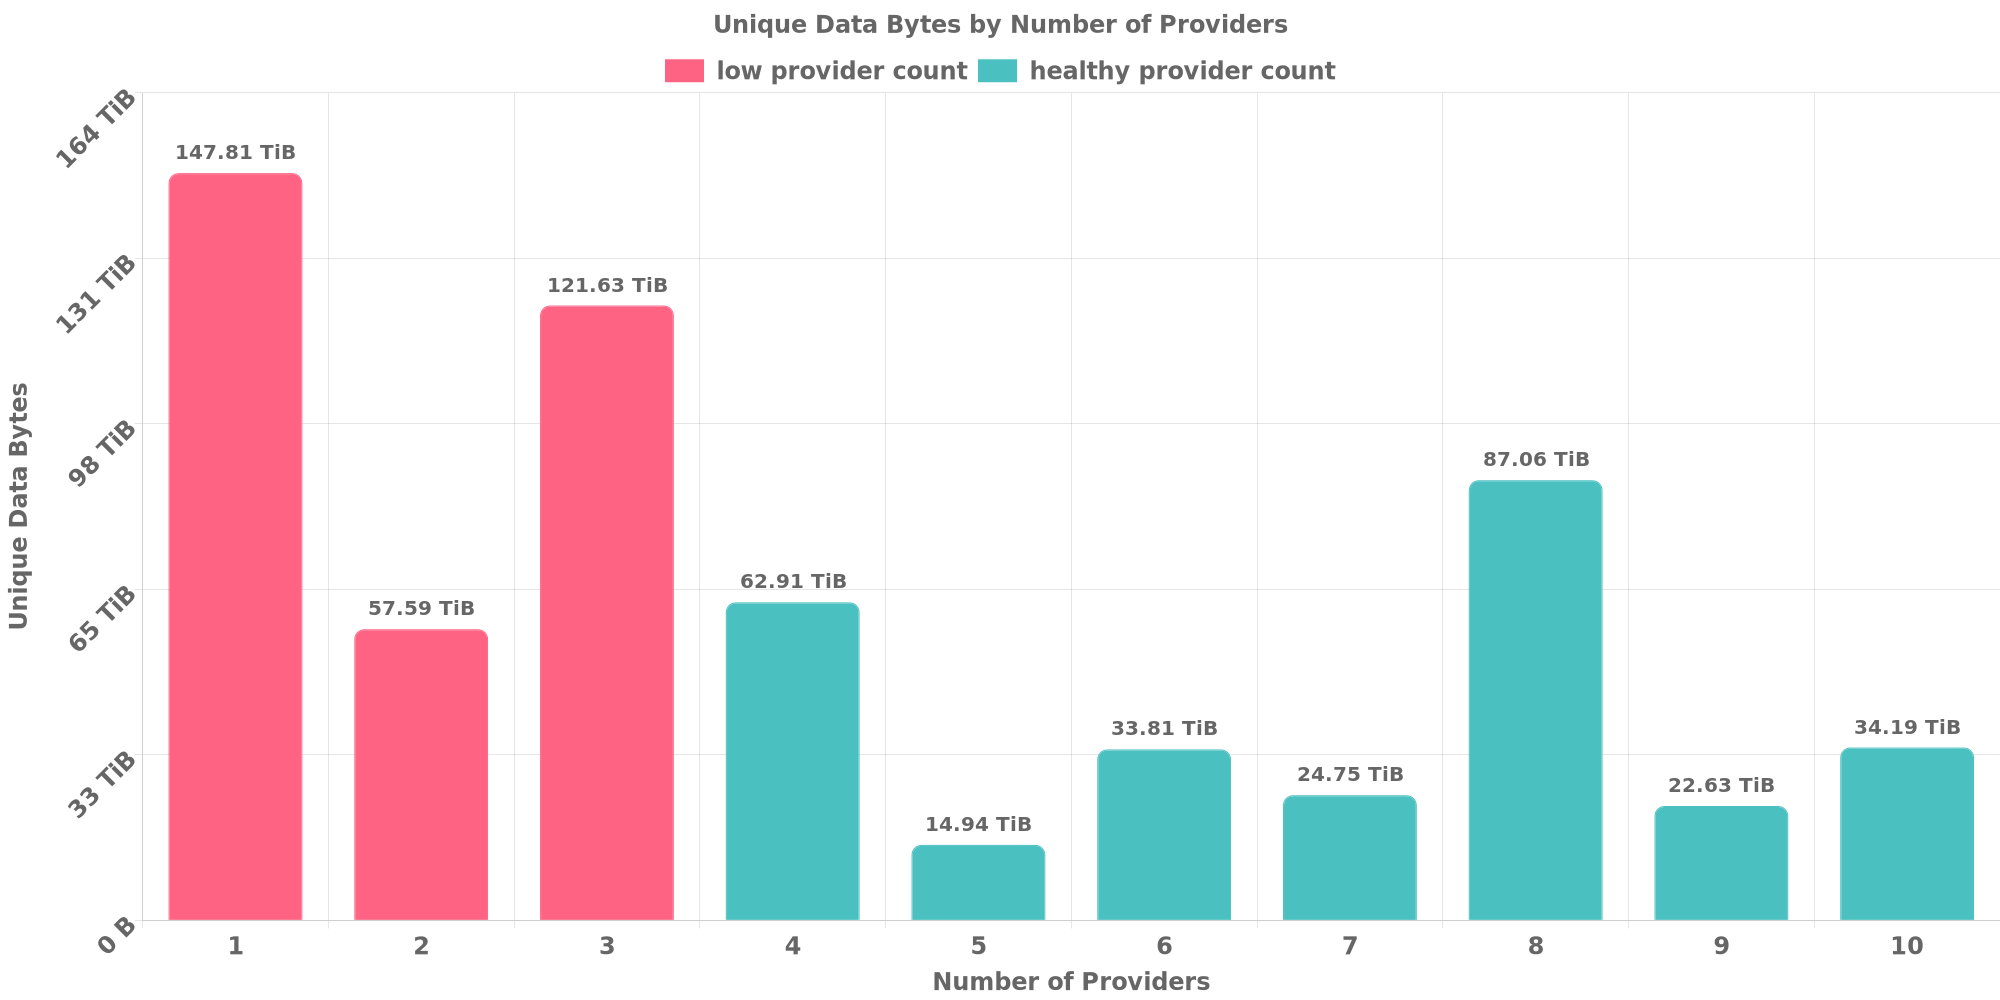 Unique Data Bytes by Number of Providers
low provider count healthy provider count
Unique Data Bytes
164 TiB
131 TiB
98 TiB
65 TiB
33 TiB
0 B
147.81 TiB
57.59 TiB
121.63 TiB
62.91 TiB
14.94 TiB
33.81 TiB
24.75 TiB
87.06 TiB
22.63 TiB
34.19 TiB
1 2 3 4 5 6 7 8 9 10
Number of Providers